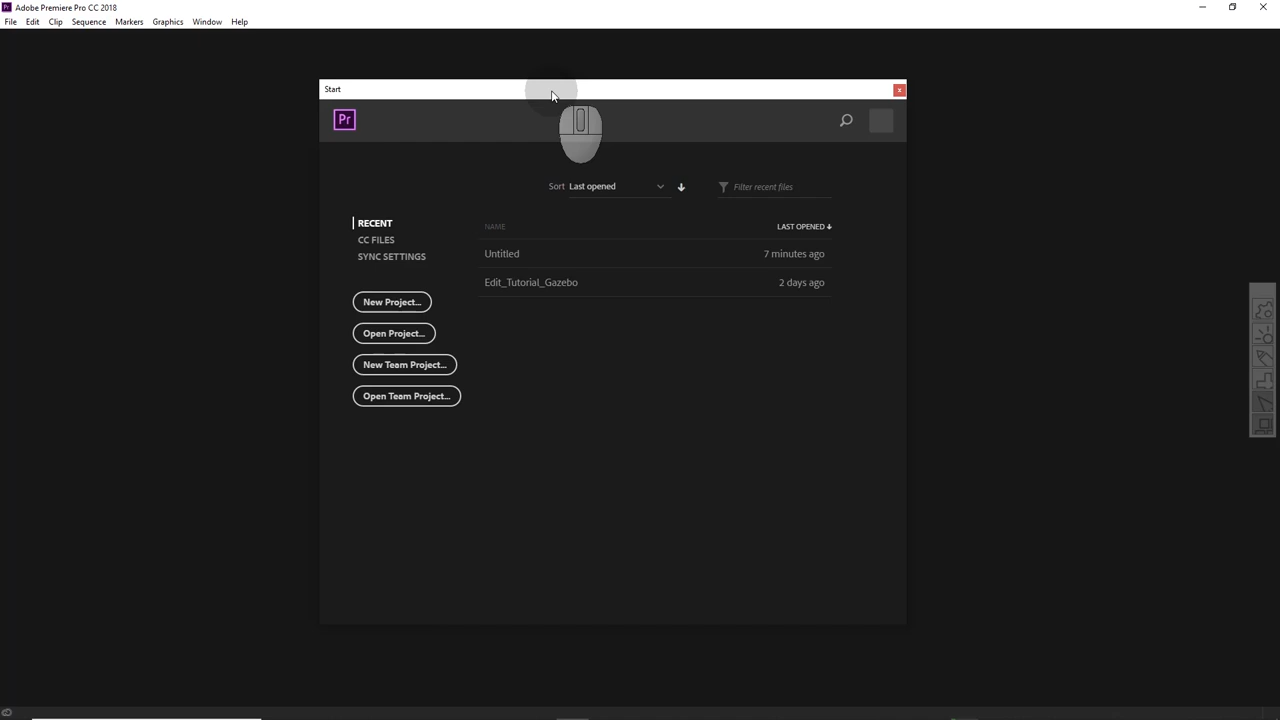 Pr Adobe Premiere Pro CC 2018
File Edit Clip Sequence Markers Graphics Window Help
Start
Pr
Sort Last opened Filter recent files
RECENT
CC FILES
SYNC SETTINGS
New Project...
Open Project...
New Team Project...
Open Team Project...
NAME LAST OPENED
Untitled 7 minutes ago
Edit_Tutorial_Gazebo 2 days ago